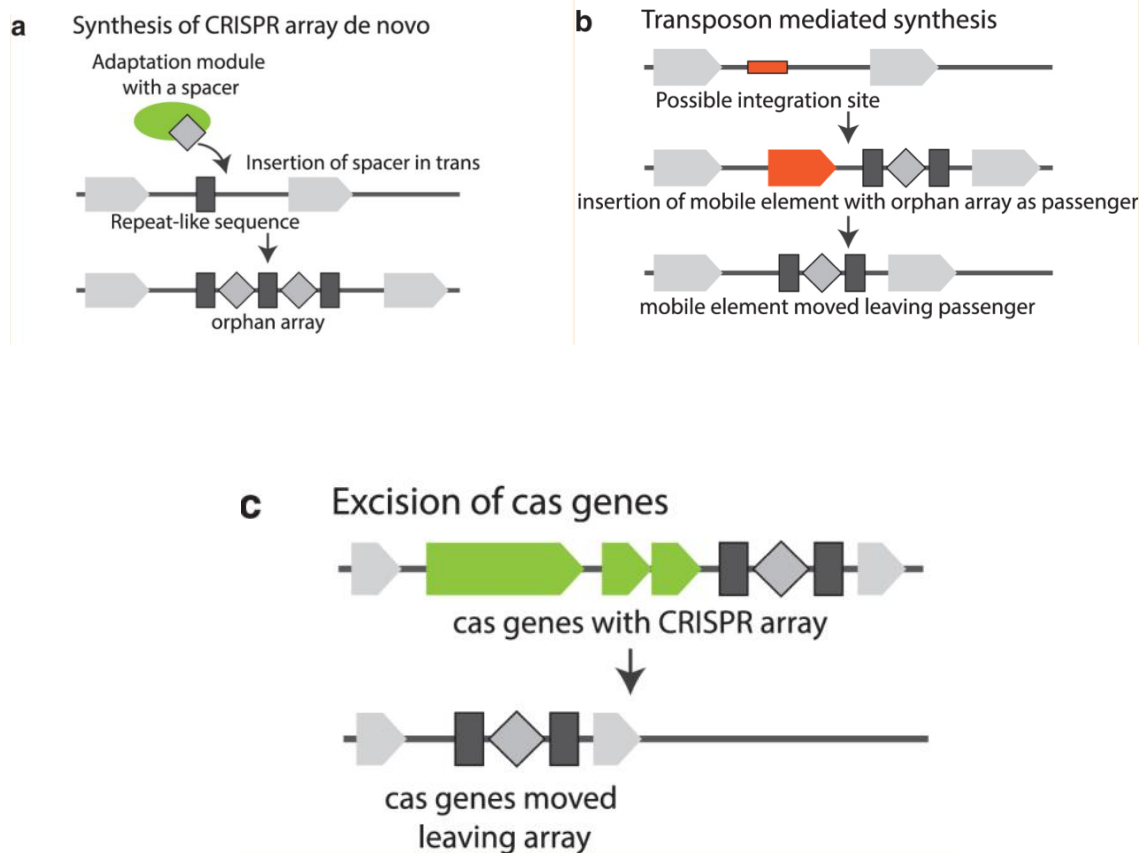 a Synthesis of CRISPR array de novo
Adaptation module
with a spacer
Insertion of spacer in trans
Repeat-like sequence
orphan array
b Transposon mediated synthesis
Possible integration site
insertion of mobile element with orphan array as passenger
mobile element moved leaving passenger
c Excision of cas genes
cas genes with CRISPR array
cas genes moved
leaving array